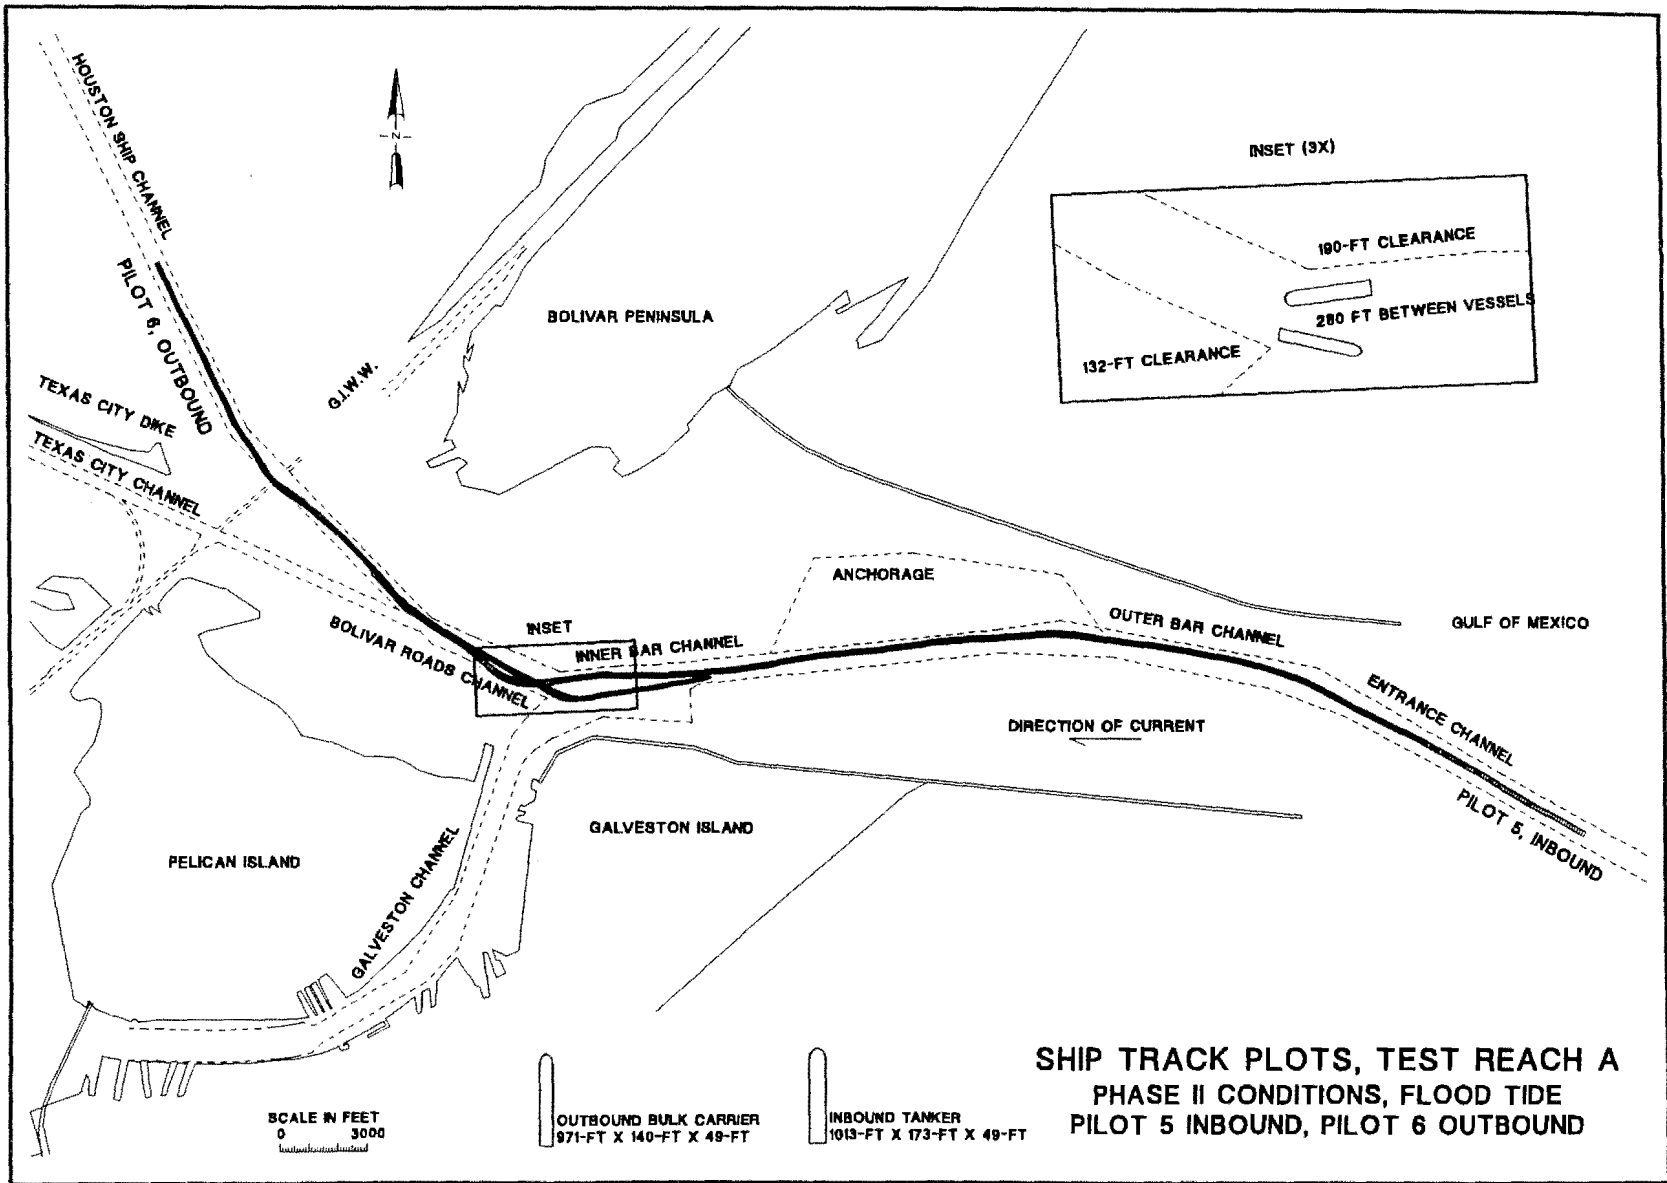 HOUSTON SHIP CHANNEL
N
INSET (3X)
190-FT CLEARANCE
280 FT BETWEEN VESSELS
132-FT CLEARANCE
PILOT 6, OUTBOUND
BOLIVAR PENINSULA
G.I.W.W.
TEXAS CITY DIKE
TEXAS CITY CHANNEL
ANCHORAGE
BOLIVAR ROADS CHANNEL
INSET
INNER BAR CHANNEL
OUTER BAR CHANNEL
GULF OF MEXICO
ENTRANCE CHANNEL
DIRECTION OF CURRENT
PILOT 5, INBOUND
GALVESTON ISLAND
PELICAN ISLAND
GALVESTON CHANNEL
SCALE IN FEET
0 3000
OUTBOUND BULK CARRIER
971-FT X 140-FT X 49-FT
INBOUND TANKER
1013-FT X 173-FT X 49-FT
SHIP TRACK PLOTS, TEST REACH A
PHASE II CONDITIONS, FLOOD TIDE
PILOT 5 INBOUND, PILOT 6 OUTBOUND